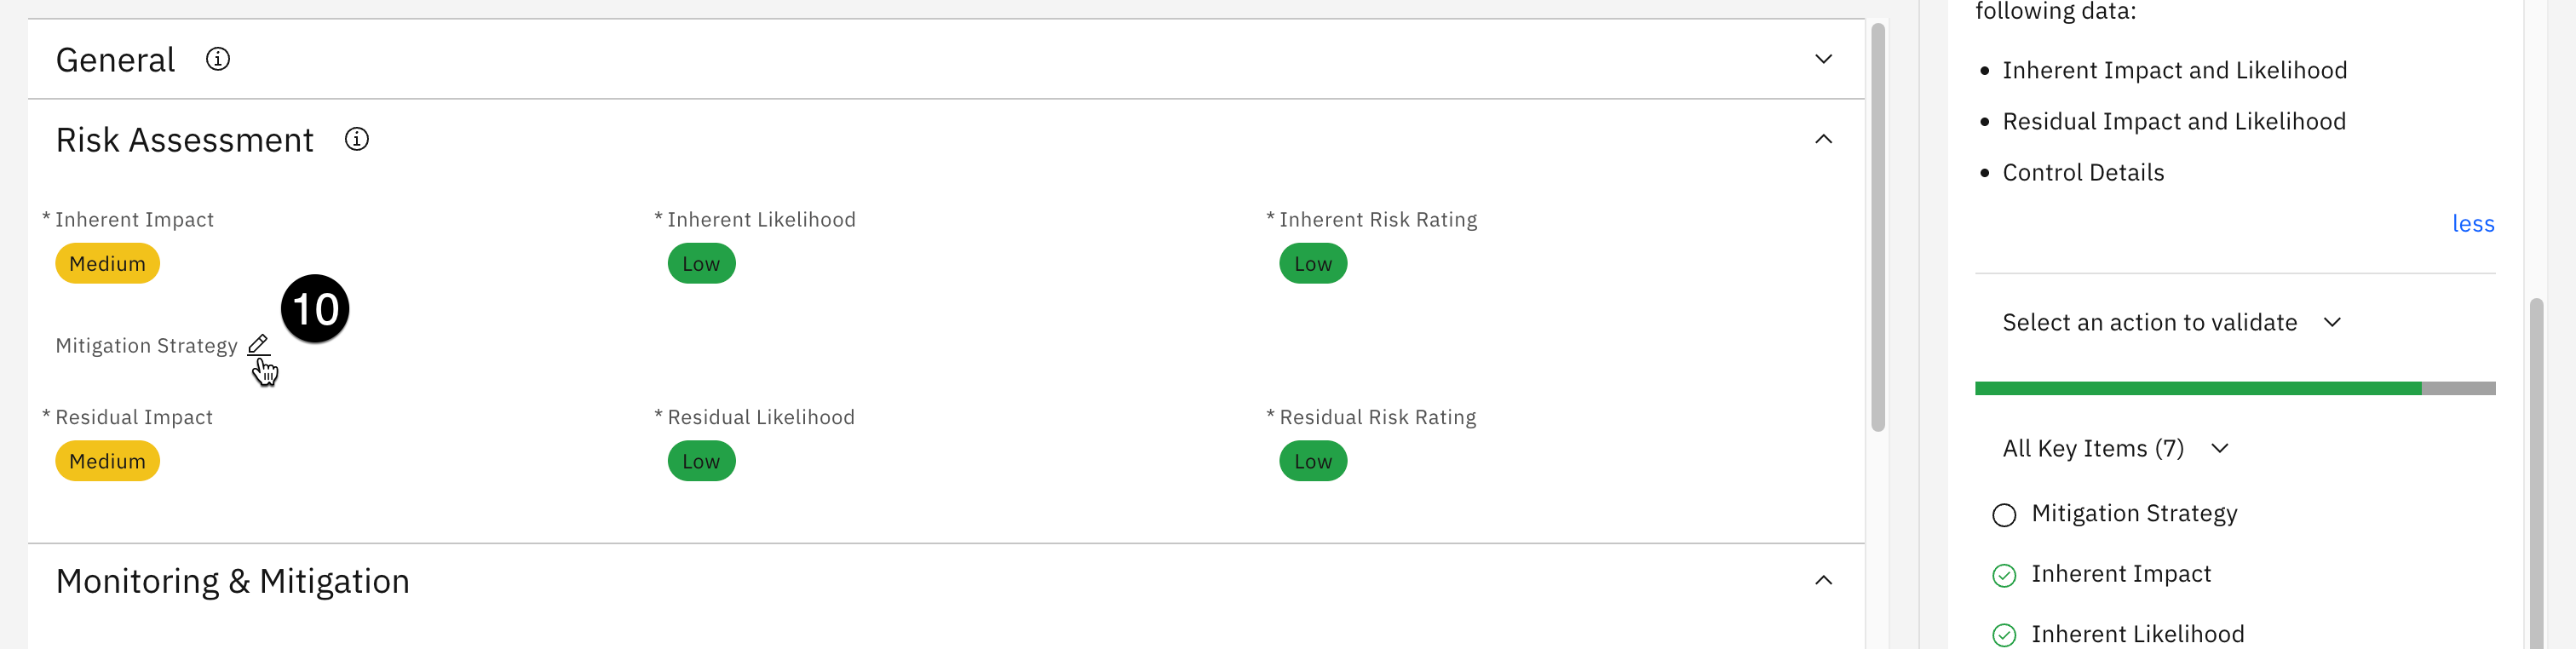 General
Risk Assessment
* Inherent Impact
* Inherent Likelihood
* Inherent Risk Rating
Medium
Low
Low
10
Mitigation Strategy
* Residual Impact
* Residual Likelihood
* Residual Risk Rating
Medium
Low
Low
Monitoring & Mitigation
following data:
• Inherent Impact and Likelihood
• Residual Impact and Likelihood
• Control Details
less
Select an action to validate
All Key Items (7)
Mitigation Strategy
Inherent Impact
Inherent Likelihood